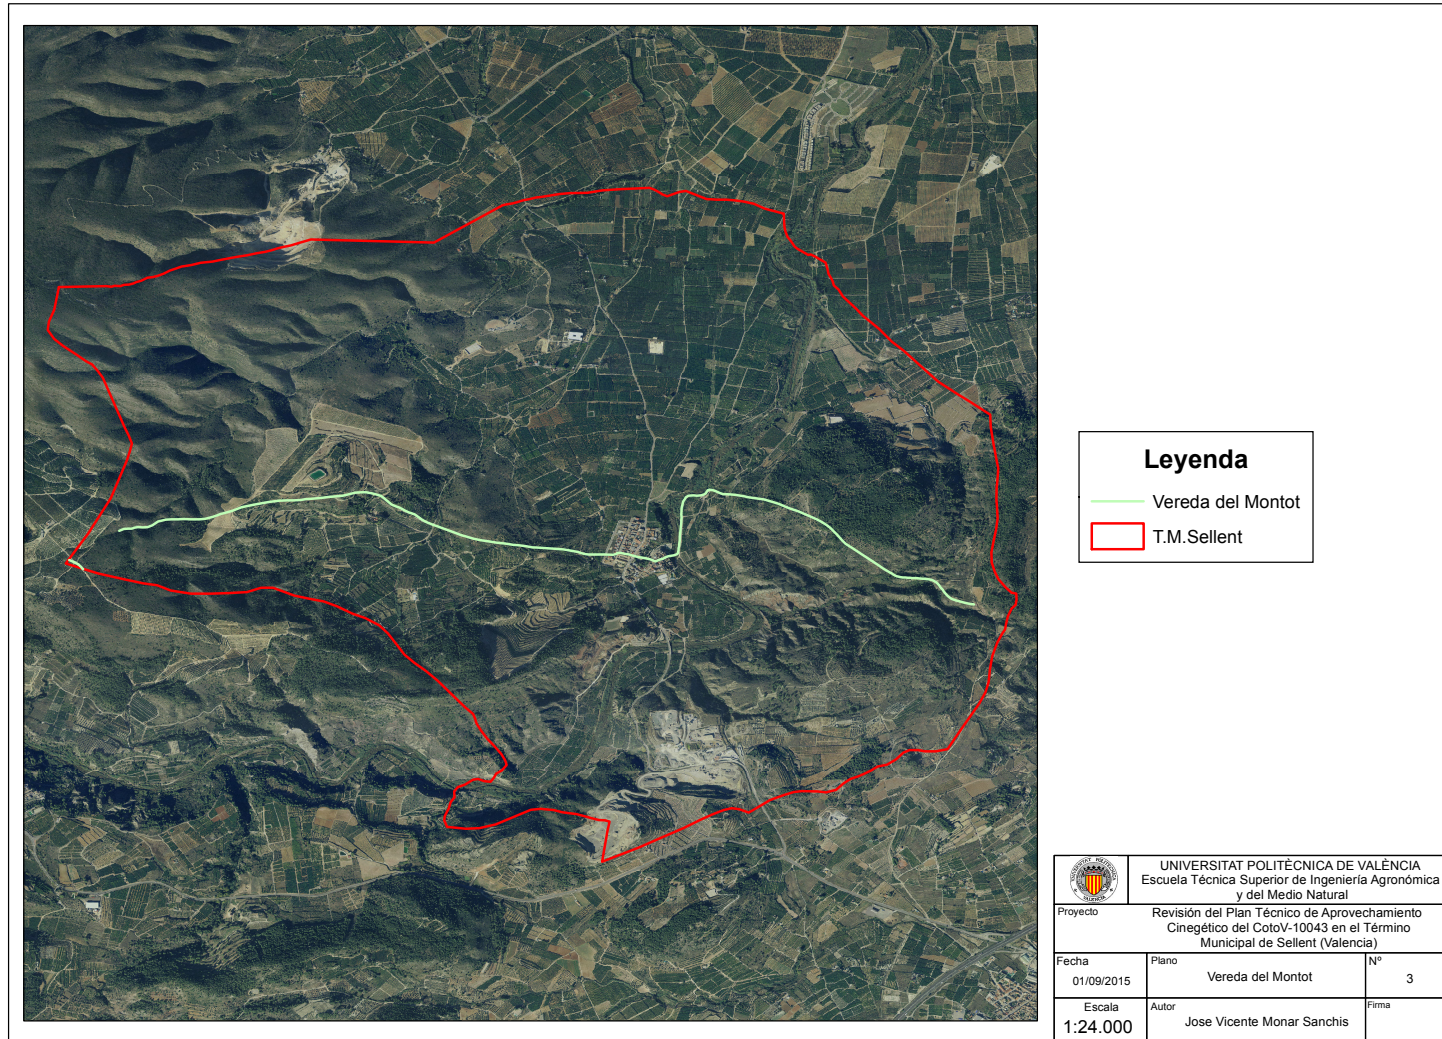 Leyenda
Vereda del Montot
T.M.Sellent
UNIVERSITAT POLITÈCNICA DE VALÈNCIA
Escuela Técnica Superior de Ingeniería Agronómica
y del Medio Natural
Proyecto
Revisión del Plan Técnico de Aprovechamiento
Cinegético del CotoV-10043 en el Término
Municipal de Sellent (Valencia)
Fecha
01/09/2015
Plano
Vereda del Montot
Nº
3
Escala
1:24.000
Autor
Jose Vicente Monar Sanchis
Firma